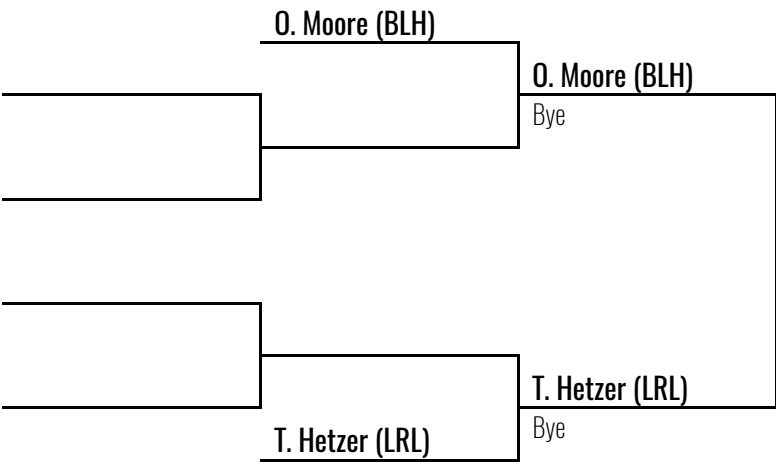 O. Moore (BLH)
O. Moore (BLH)
Bye
T. Hetzer (LRL)
Bye
T. Hetzer (LRL)